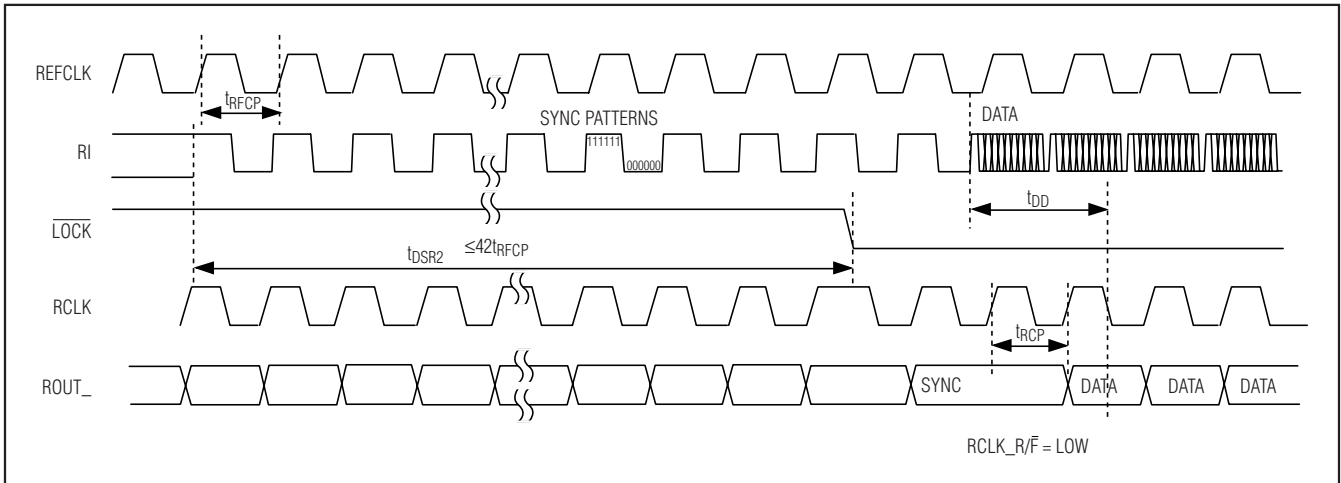 REFCLK
tRFCP
SYNC PATTERNS
DATA
RI
111111
000000
tDD
LOCK
tDSR2 ≤42tRFCP
RCLK
tRCP
ROUT_
SYNC
DATA
DATA
DATA
RCLK_R/F̅ = LOW